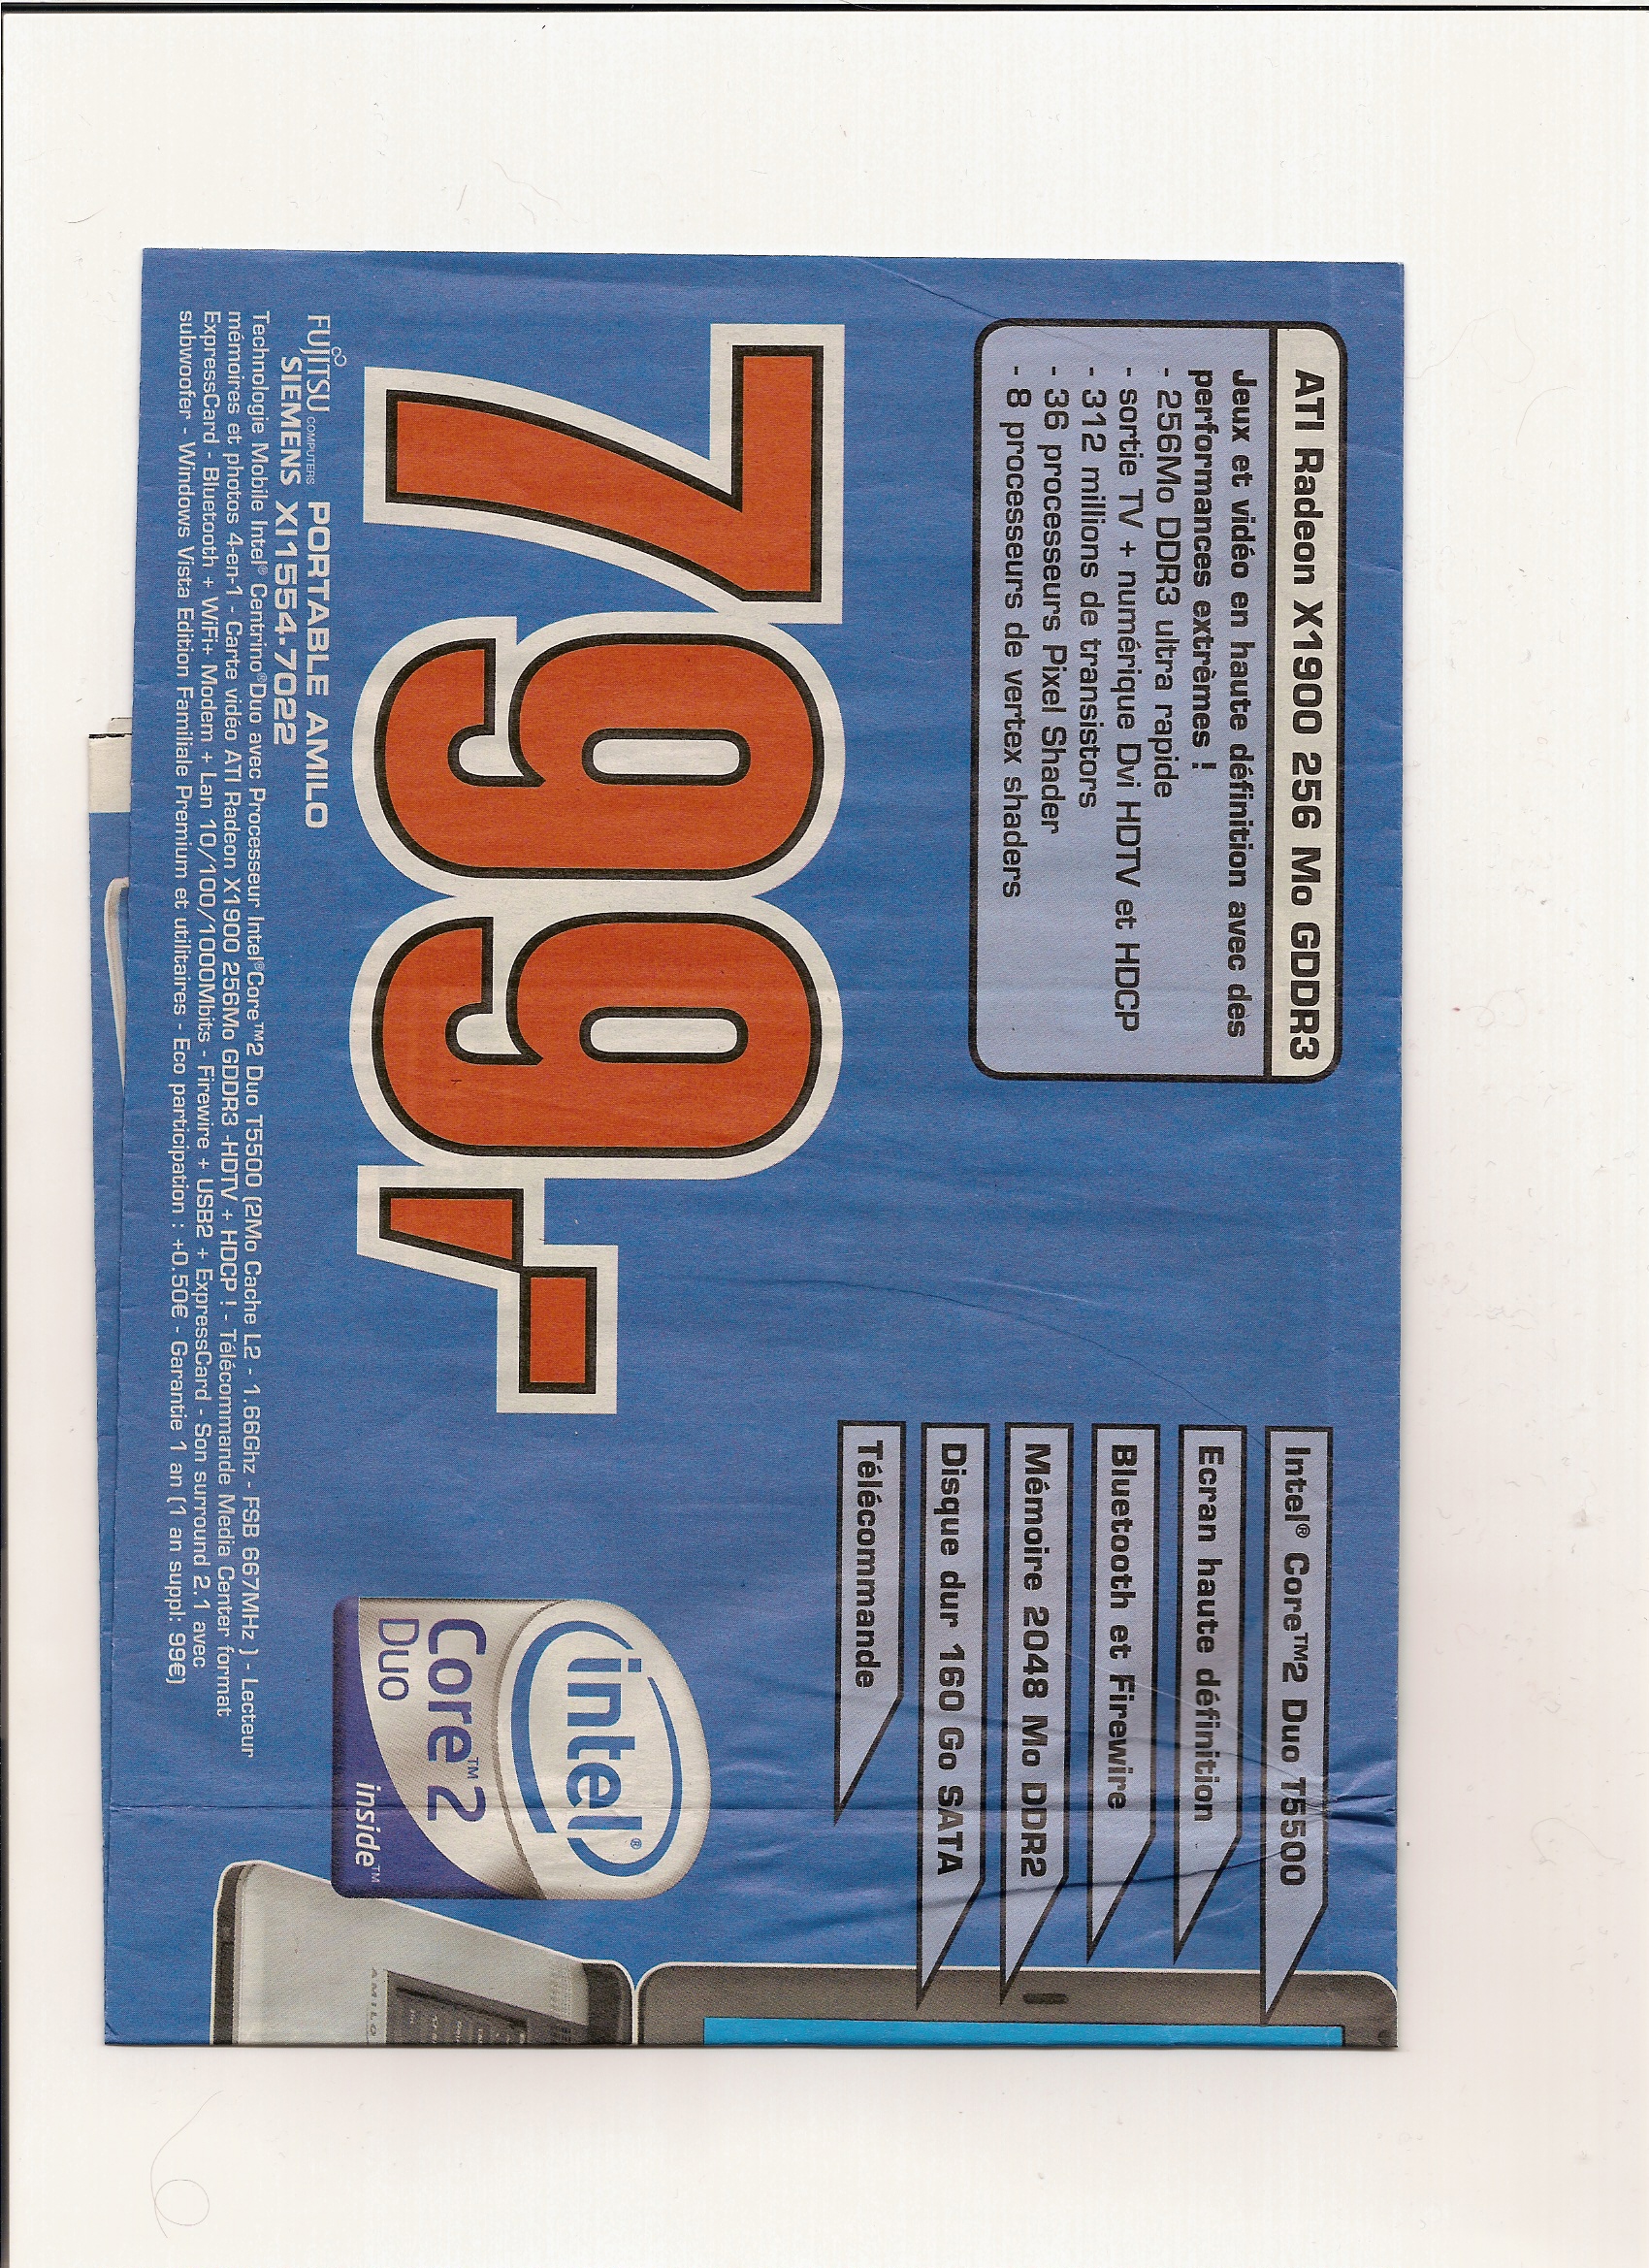 ATI Radeon X1900 256 Mo GDDR3
Jeux et vidéo en haute définition avec des
performances extrêmes !
- 256Mo DDR3 ultra rapide
- sortie TV + numérique Dvi HDTV et HDCP
- 312 millions de transistors
- 36 processeurs Pixel Shader
- 8 processeurs de vertex shaders
Intel® Core™2 Duo T5500
Ecran haute définition
Bluetooth et Firewire
Mémoire 2048 Mo DDR2
Disque dur 160 Go SATA
Télécommande
799,-
intel®
Core™2
Duo
inside™
AMILO
FUJITSU COMPUTERS
SIEMENS
PORTABLE AMILO
XI1554.7022
Technologie Mobile Intel® Centrino®Duo avec Processeur Intel®Core™2 Duo T5500 (2Mo Cache L2 - 1.66Ghz - FSB 667MHz ) - Lecteur
mémoires et photos 4-en-1 - Carte vidéo ATI Radeon X1900 256Mo GDDR3 -HDTV + HDCP ! - Télécommande Media Center format
ExpressCard - Bluetooth + WiFi+ Modem + Lan 10/100/1000Mbits - Firewire + USB2 + ExpressCard - Son surround 2.1 avec
subwoofer - Windows Vista Edition Familiale Premium et utilitaires - Eco participation : +0.50€ - Garantie 1 an (1 an suppl: 99€)